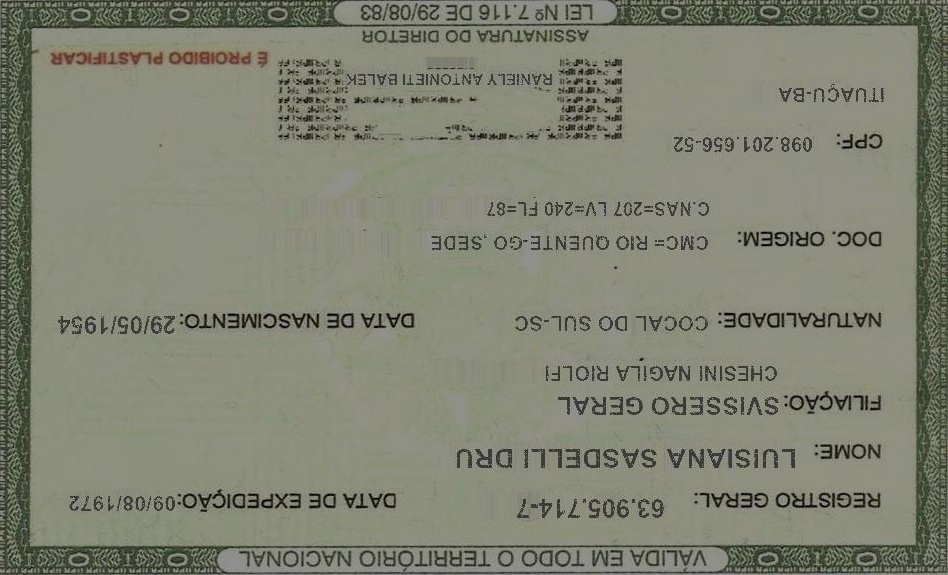 VÁLIDA EM TODO O TERRITÓRIO NACIONAL
REGISTRO GERAL: 63.905.714-7 DATA DE EXPEDIÇÃO: 09/08/1972
NOME: LUISIANA SASDELLI DRU
FILIAÇÃO: SVISSERO GERAL
CHESINI NAGILA RIOLFI
NATURALIDADE: COCAL DO SUL-SC DATA DE NASCIMENTO: 29/05/1954
DOC. ORIGEM: CMC= RIO QUENTE-GO ,SEDE
C.NAS=207 LV=240 FL=87
CPF: 098.201.656-52
ITUAÇU-BA
RANIELY ANTONIETI BALEK
É PROIBIDO PLASTIFICAR
ASSINATURA DO DIRETOR
LEI Nº 7.116 DE 29/08/83